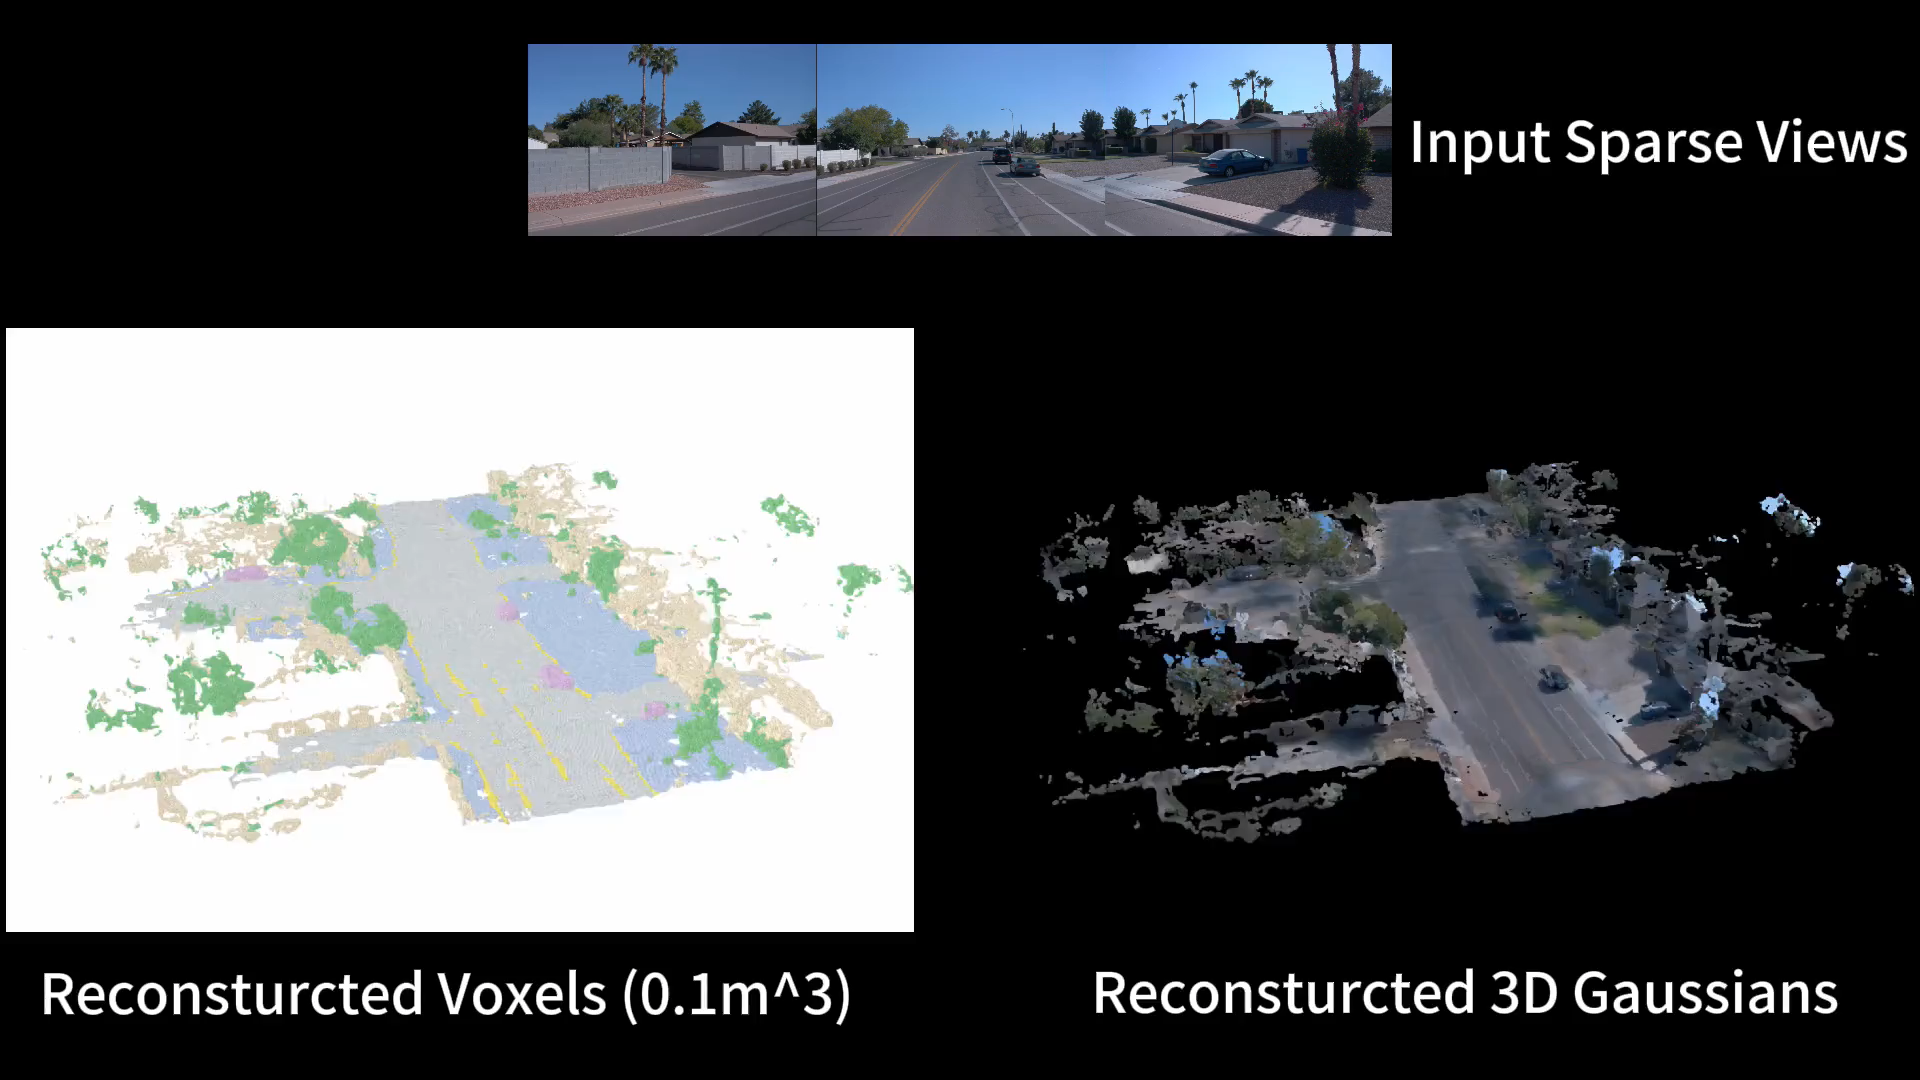 Input Sparse Views
Reconsturcted Voxels (0.1m^3)
Reconsturcted 3D Gaussians